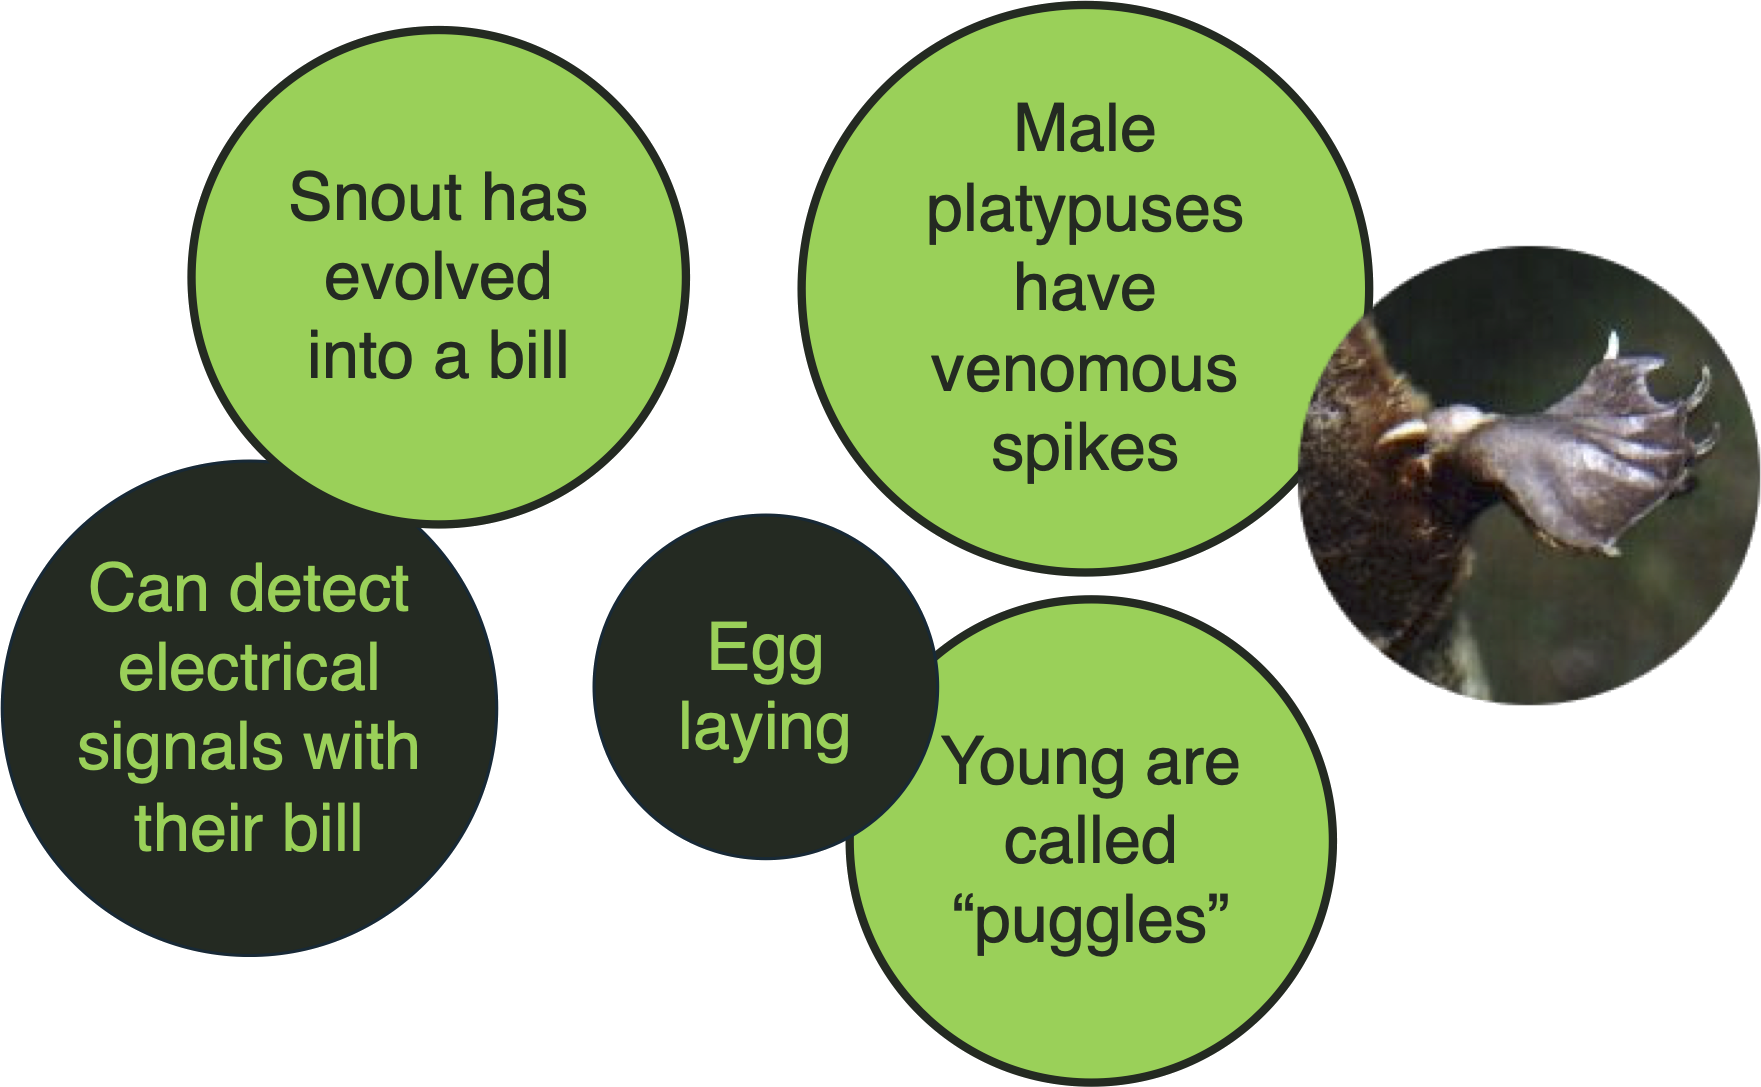 Snout has
evolved
into a bill
Male
platypuses
have
venomous
spikes
Can detect
electrical
signals with
their bill
Egg
laying
Young are
called
“puggles”